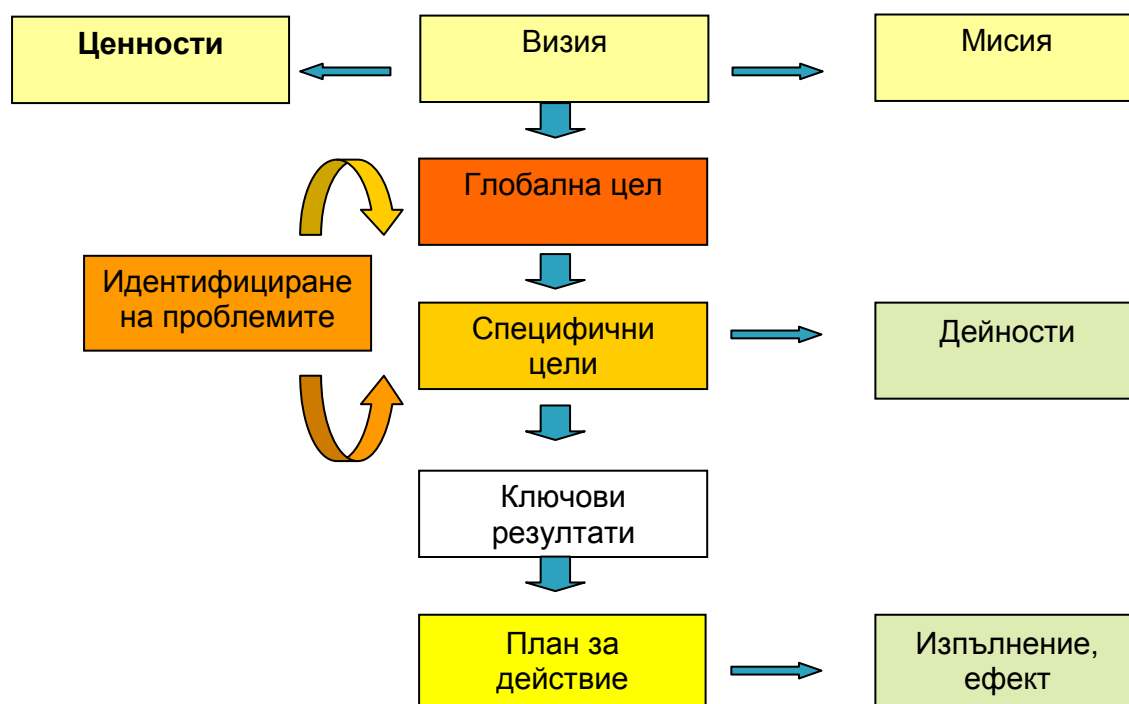 Ценности
Визия
Мисия
Глобална цел
Идентифициране
на проблемите
Специфични
цели
Дейности
Ключови
резултати
План за
действие
Изпълнение,
ефект